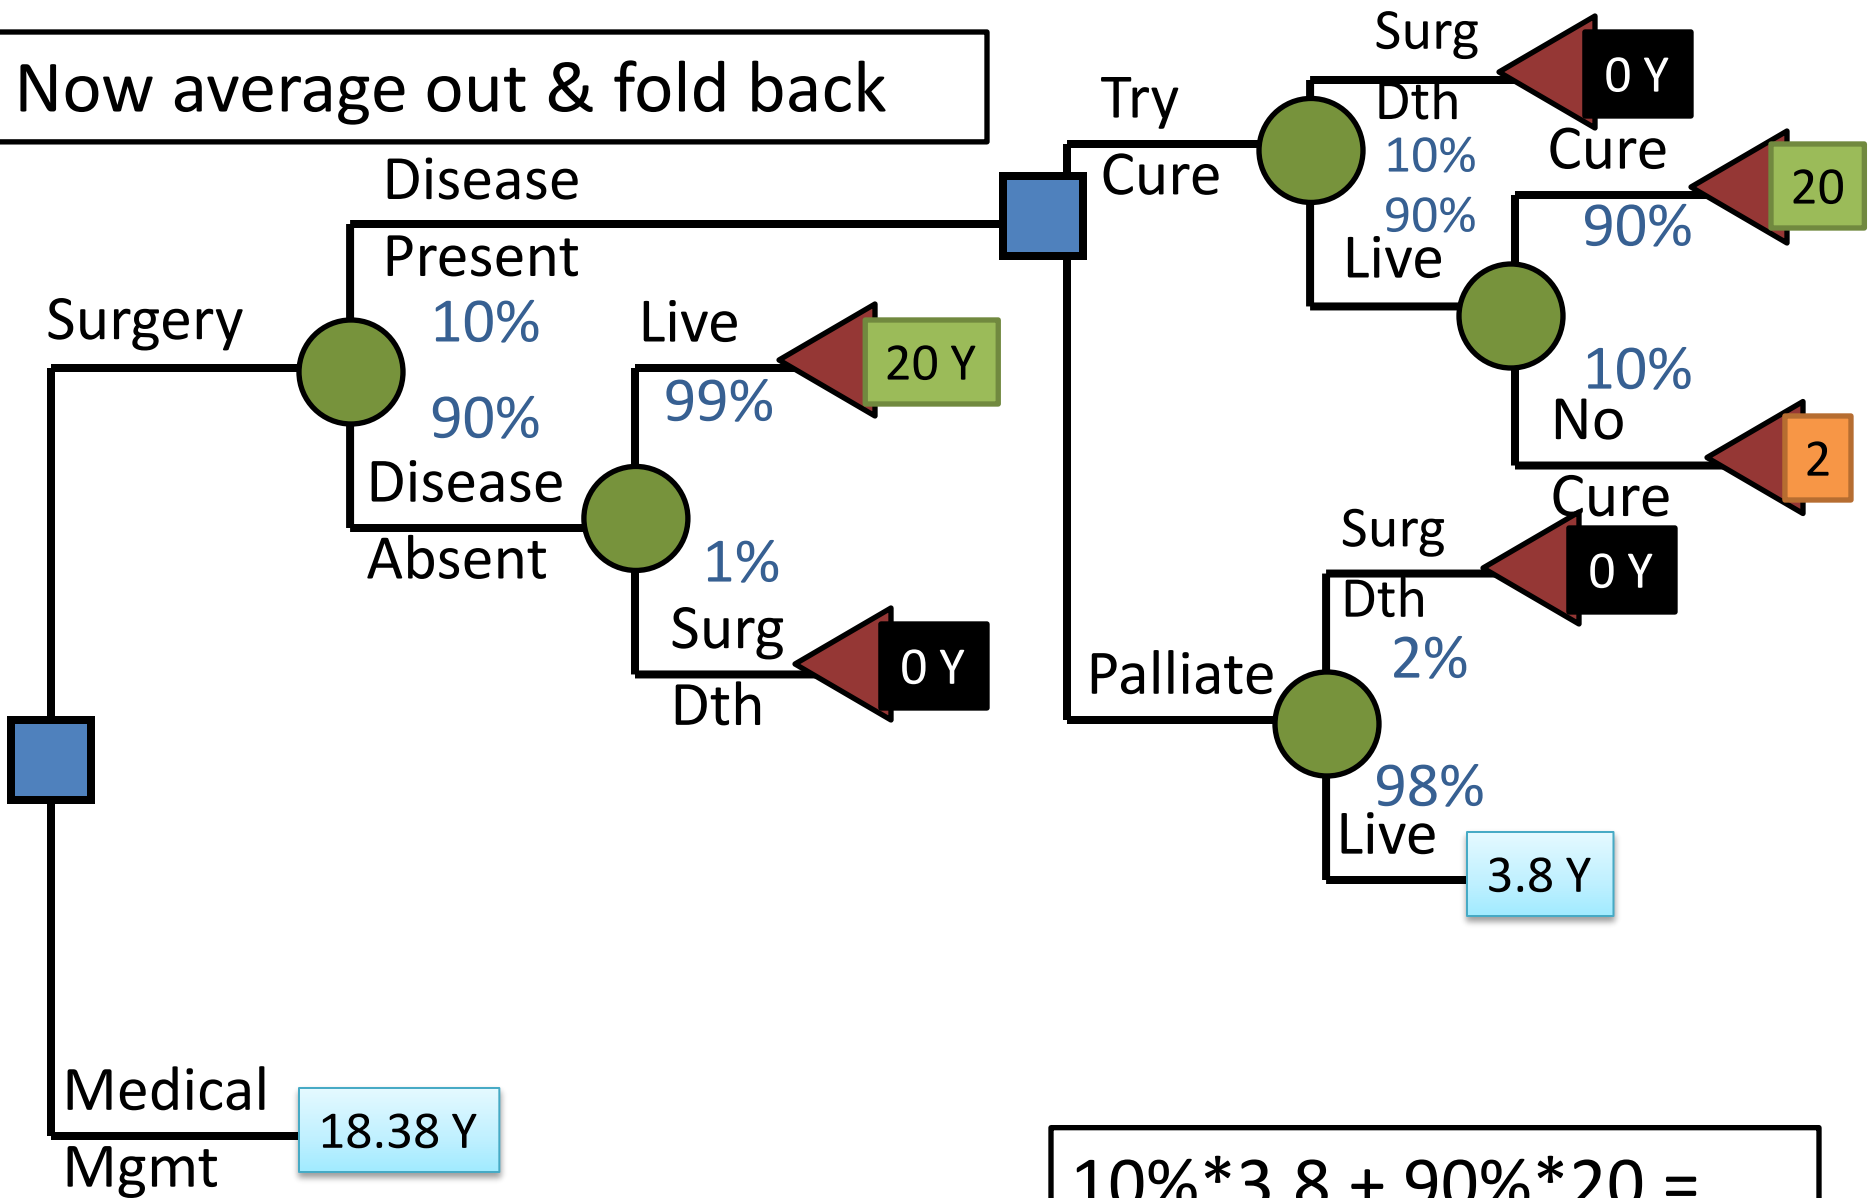 Now average out & fold back
Surgery
Disease
Present
10%
90%
Disease
Absent
Live
99%
20 Y
1%
Surg
Dth
0 Y
Try
Cure
Surg
Dth
0 Y
10%
90%
Live
Cure
90%
20
10%
No
Cure
2
Palliate
Surg
Dth
0 Y
2%
98%
Live
3.8 Y
Medical
Mgmt
18.38 Y
10%*3.8 + 90%*20 =